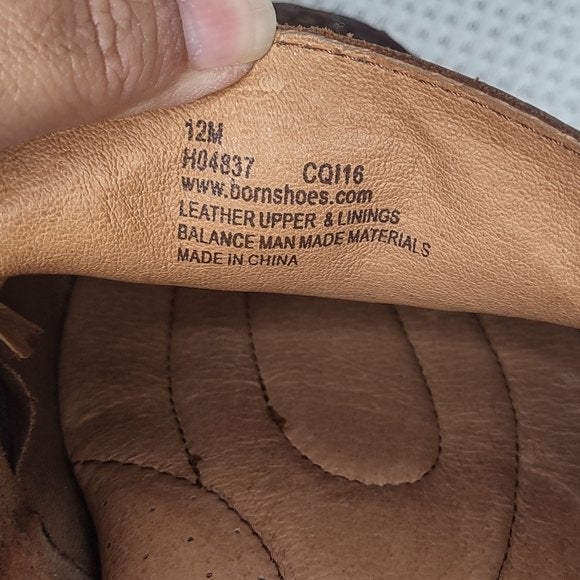 12M
H04837 CQI16
www.bornshoes.com
LEATHER UPPER & LININGS
BALANCE MAN MADE MATERIALS
MADE IN CHINA